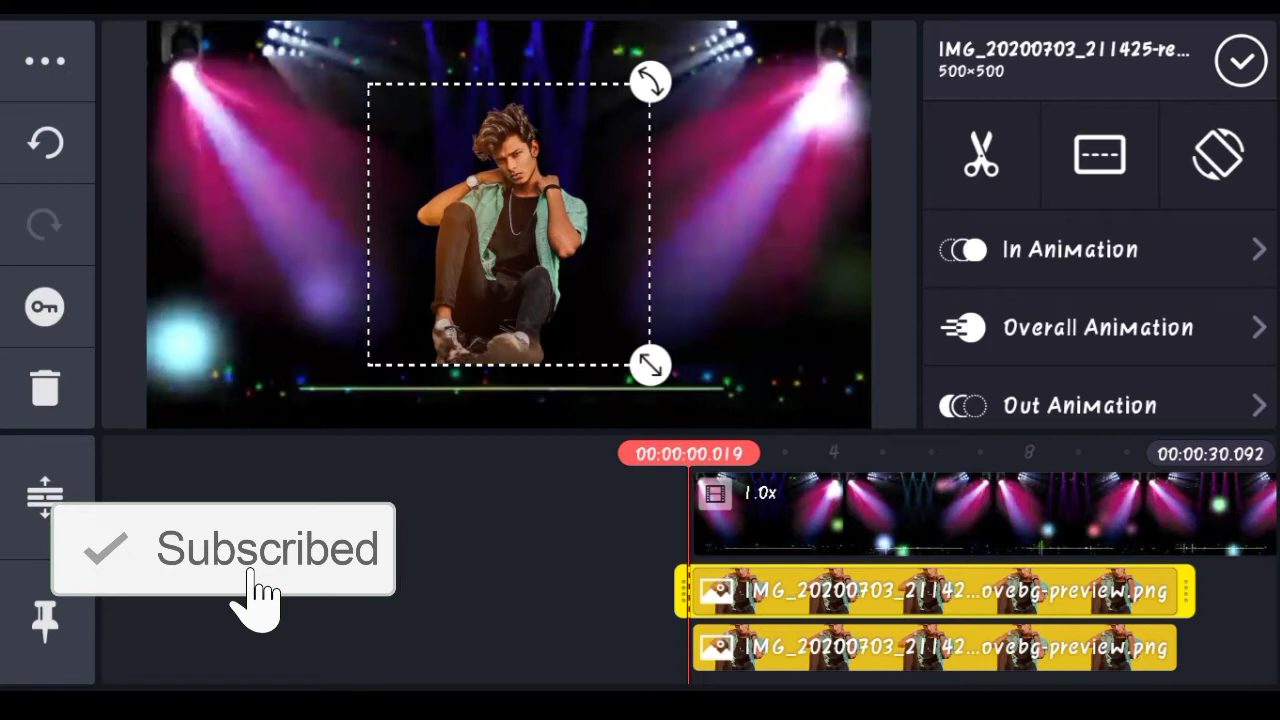 IMG_20200703_211425-re...
500×500
In Animation
Overall Animation
Out Animation
00:00:00.019
4
8
00:00:30.092
1.0x
Subscribed
IMG_20200703_21142...ovebg-preview.png
IMG_20200703_21142...ovebg-preview.png